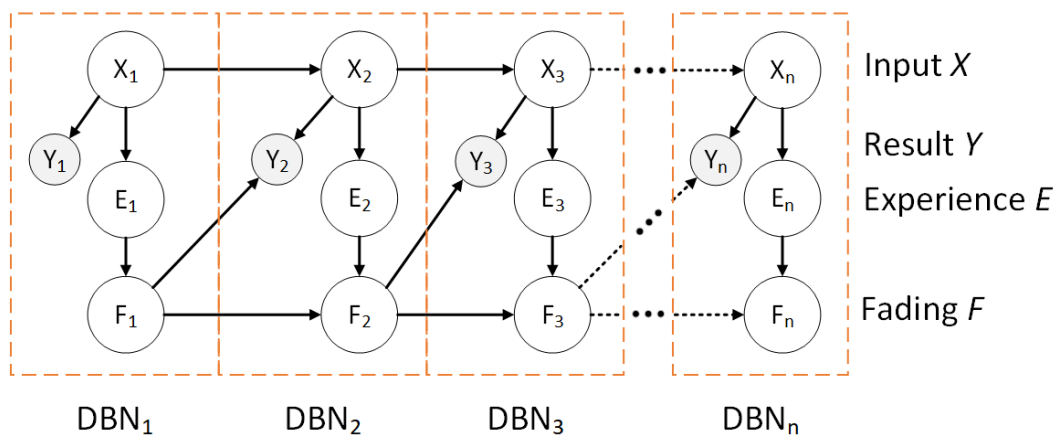 X₁ X₂ X₃ ••• Xₙ Input X
Y₁ Y₂ Y₃ Yₙ Result Y
E₁ E₂ E₃ Eₙ Experience E
F₁ F₂ F₃ ••• Fₙ Fading F
DBN₁ DBN₂ DBN₃ DBNₙ